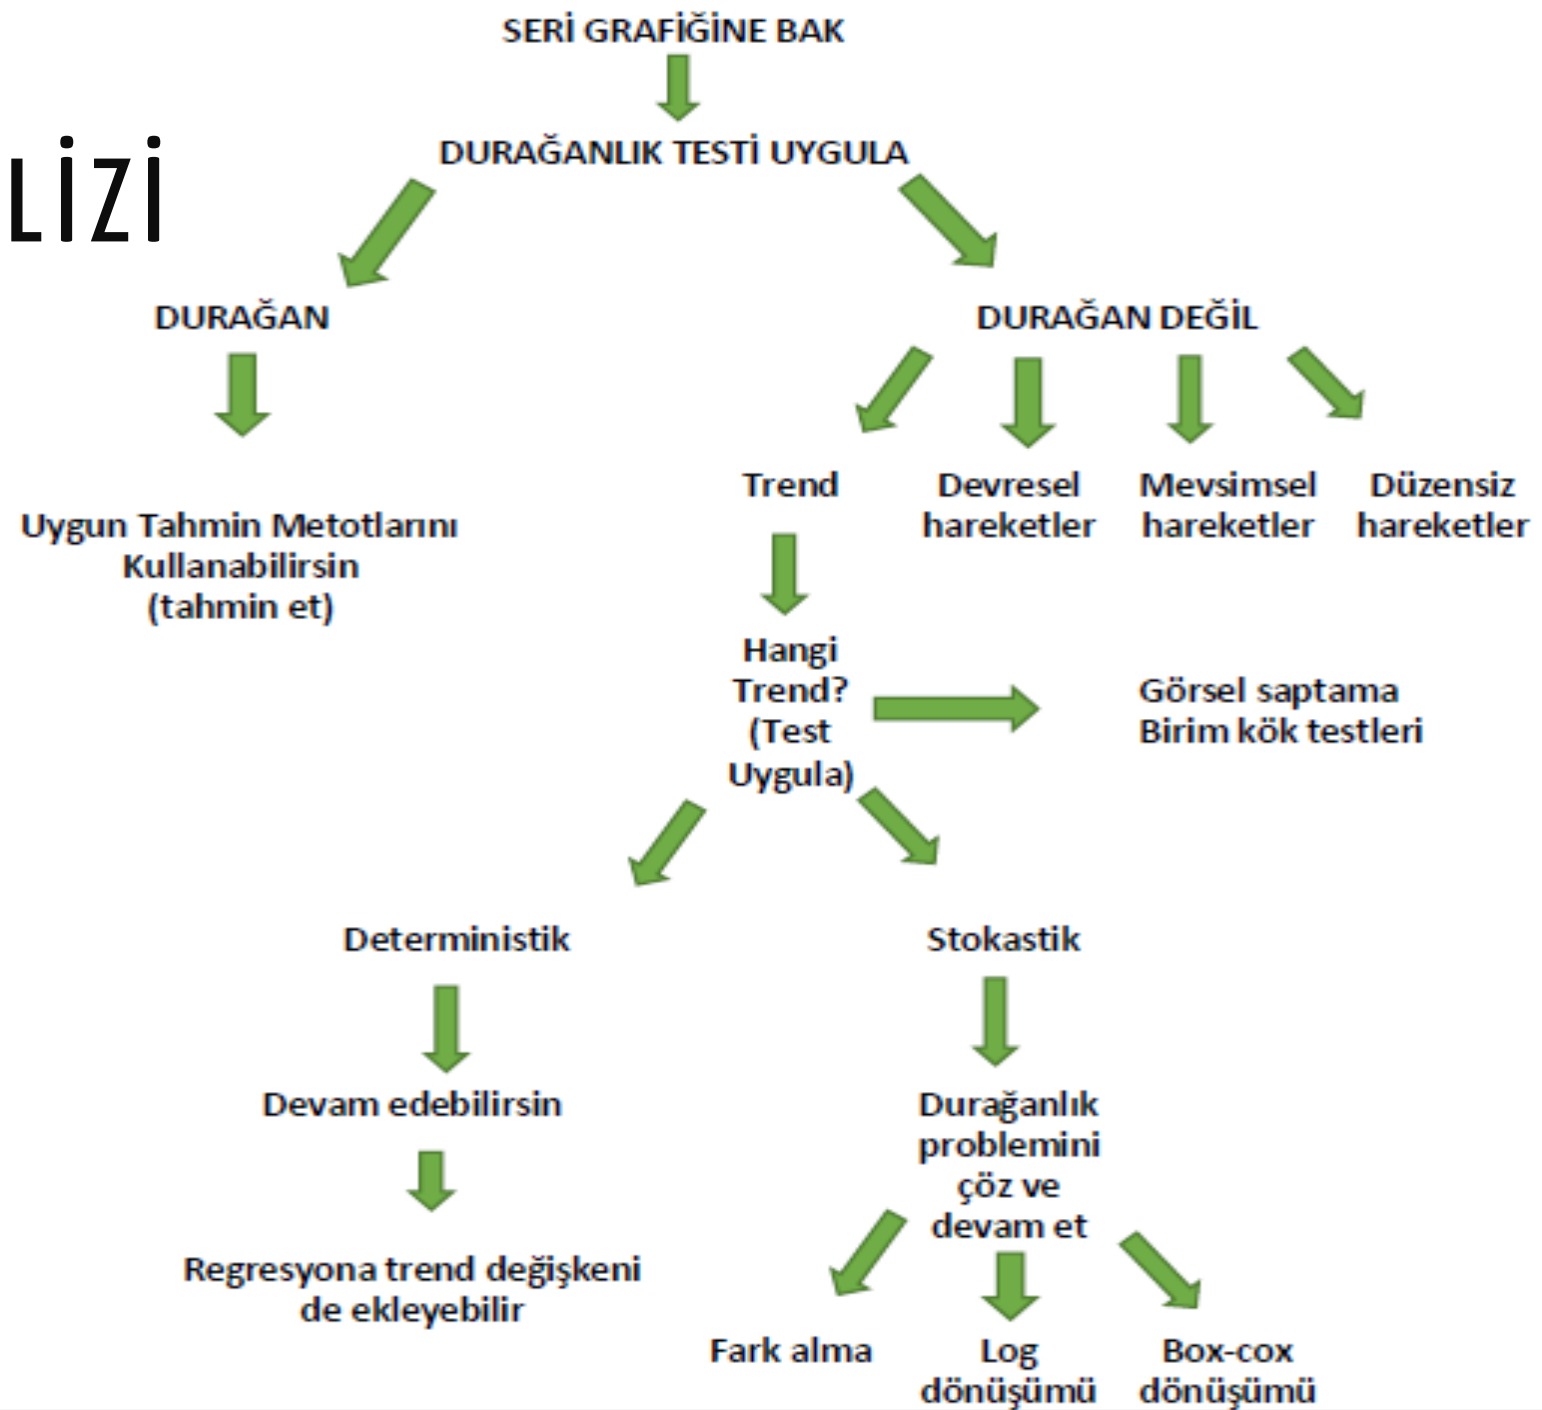 SERİ GRAFİĞİNE BAK
LİZİ
DURAĞANLIK TESTİ UYGULA
DURAĞAN
DURAĞAN DEĞİL
Uygun Tahmin Metotlarını
Kullanabilirsin
(tahmin et)
Trend
Devresel
hareketler
Mevsimsel
hareketler
Düzensiz
hareketler
Hangi
Trend?
(Test
Uygula)
Görsel saptama
Birim kök testleri
Deterministik
Stokastik
Devam edebilirsin
Regresyona trend değişkeni
de ekleyebilir
Durağanlık
problemini
çöz ve
devam et
Fark alma
Log
dönüşümü
Box-cox
dönüşümü